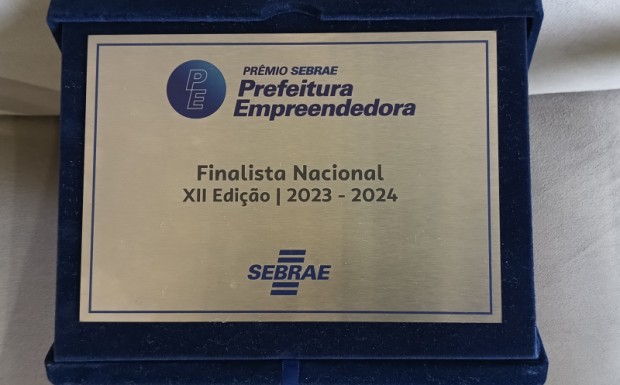 PE
PRÊMIO SEBRAE
Prefeitura
Empreendedora
Finalista Nacional
XII Edição | 2023 - 2024
SEBRAE